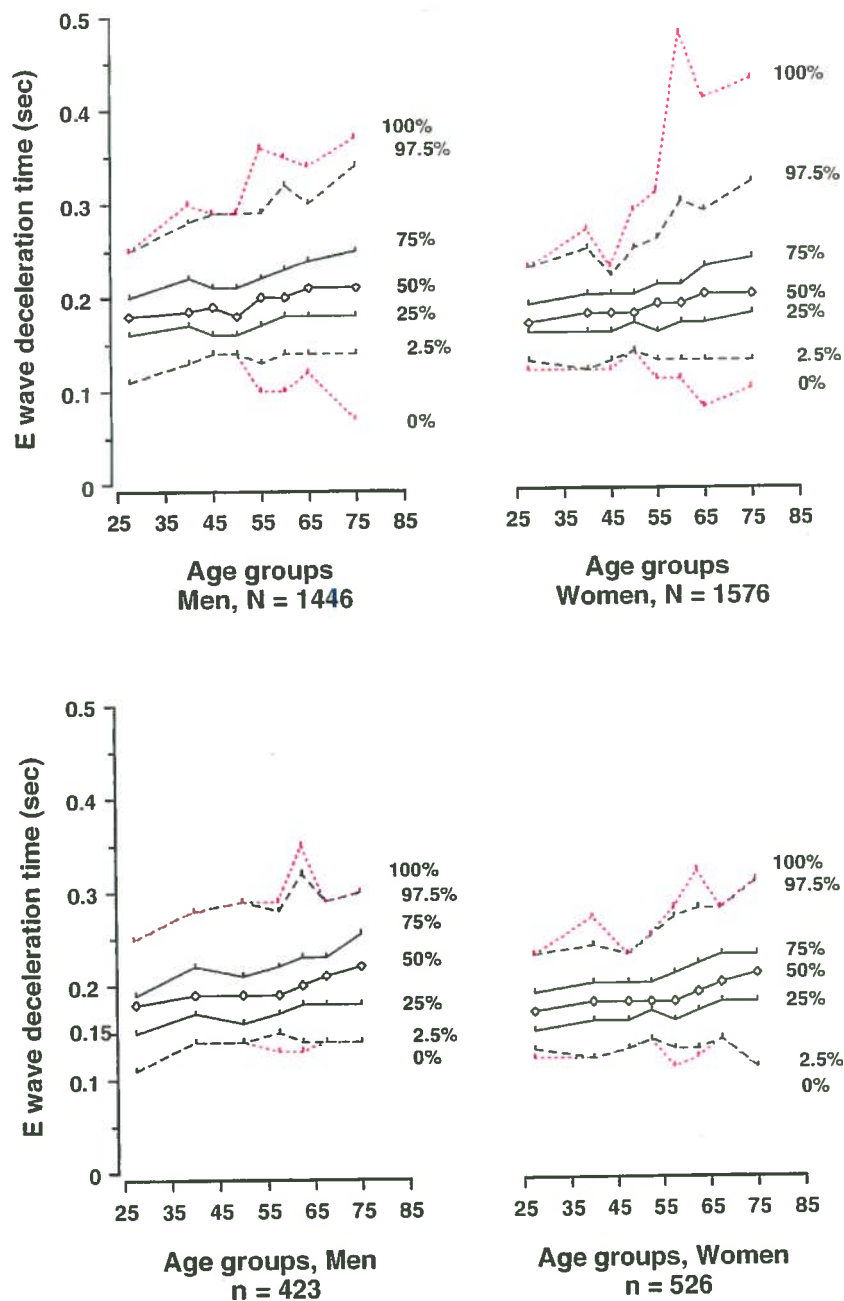 E wave deceleration time (sec)
0.5
0.4
0.3
0.2
0.1
0
100%
97.5%
75%
50%
25%
2.5%
0%
25 35 45 55 65 75 85
Age groups
Men, N = 1446
100%
97.5%
75%
50%
25%
2.5%
0%
25 35 45 55 65 75 85
Age groups
Women, N = 1576
E wave deceleration time (sec)
0.5
0.4
0.3
0.2
0.15
0.1
0
100%
97.5%
75%
50%
25%
2.5%
0%
25 35 45 55 65 75 85
Age groups, Men
n = 423
100%
97.5%
75%
50%
25%
2.5%
0%
25 35 45 55 65 75 85
Age groups, Women
n = 526